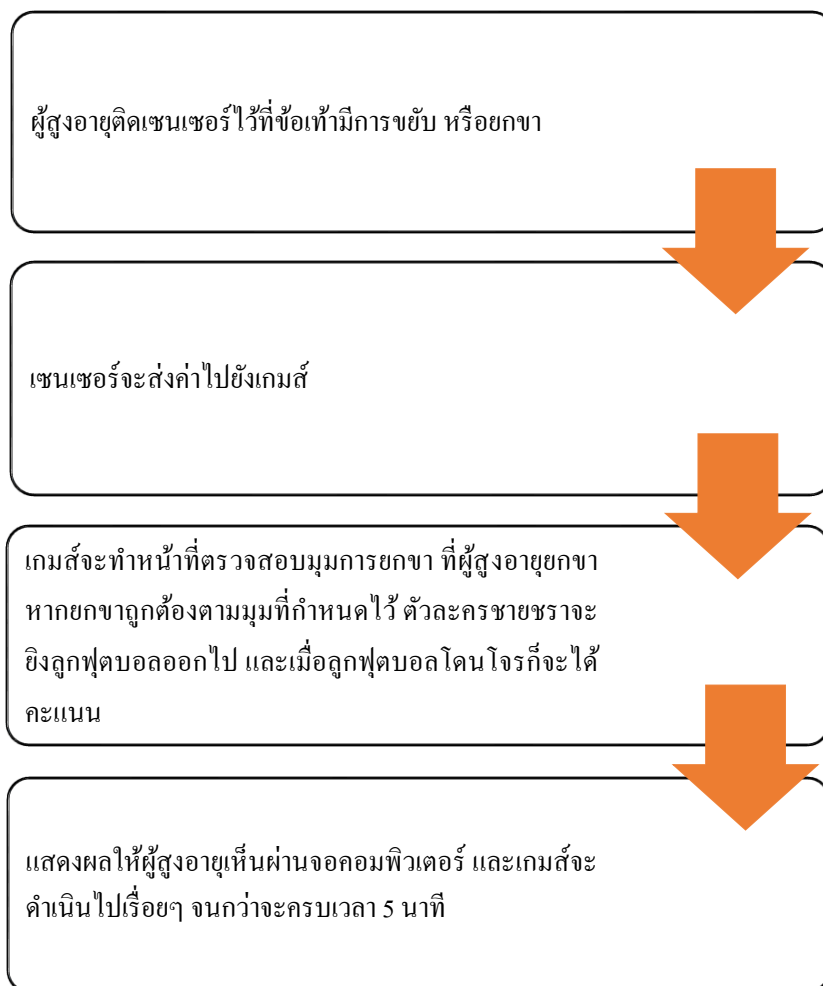 ผู้สูงอายุติดเซนเซอร์ไว้ที่ข้อเท้ามีการขยับ หรือยกขา
เซนเซอร์จะส่งค่าไปยังเกมส์
เกมส์จะทำหน้าที่ตรวจสอบมุมการยกขา ที่ผู้สูงอายุยกขา
หากยกขาถูกต้องตามมุมที่กำหนดไว้ ตัวละครชายชราจะ
ยิงลูกฟุตบอลออกไป และเมื่อลูกฟุตบอลโดนโจรก็จะได้
คะแนน
แสดงผลให้ผู้สูงอายุเห็นผ่านจอคอมพิวเตอร์ และเกมส์จะ
ดำเนินไปเรื่อยๆ จนกว่าจะครบเวลา 5 นาที